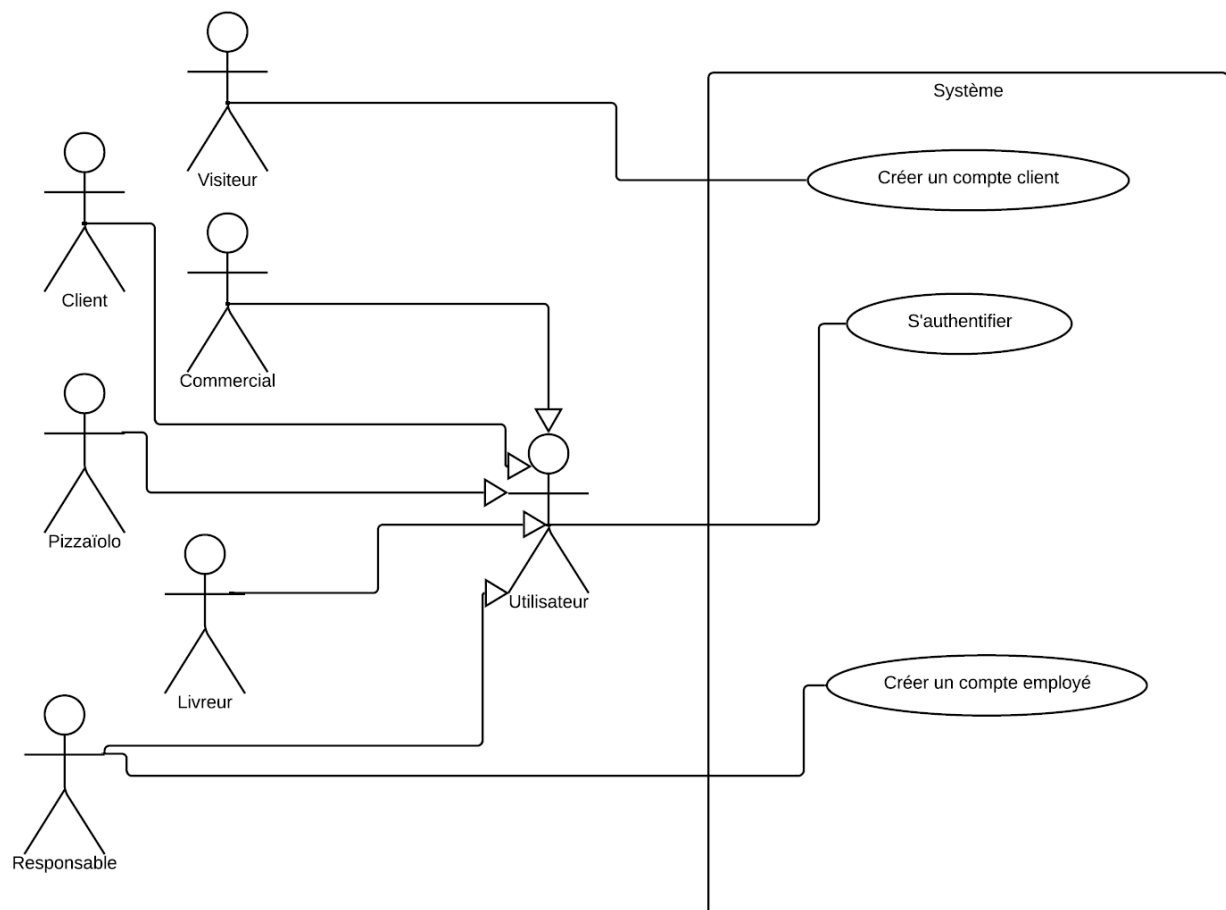 Système
Visiteur
Créer un compte client
Client
Commercial
S'authentifier
Pizzaïolo
Utilisateur
Livreur
Créer un compte employé
Responsable